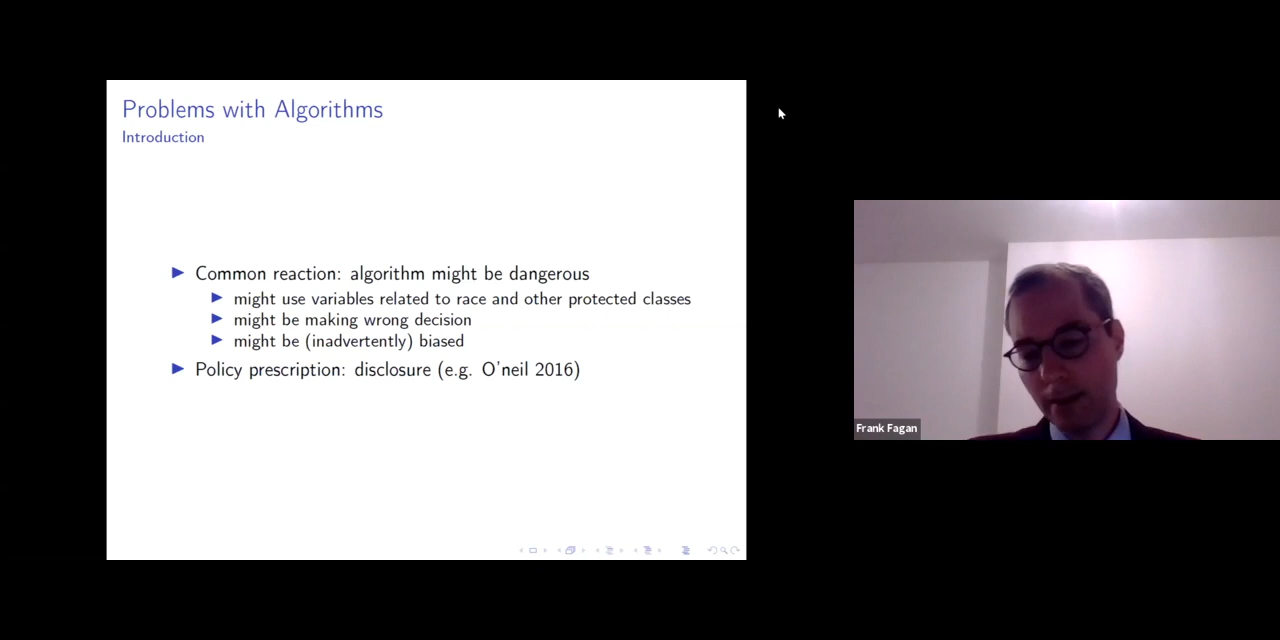 Problems with Algorithms
Introduction
Common reaction: algorithm might be dangerous
might use variables related to race and other protected classes
might be making wrong decision
might be (inadvertently) biased
Policy prescription: disclosure (e.g. O'neil 2016)
Frank Fagan